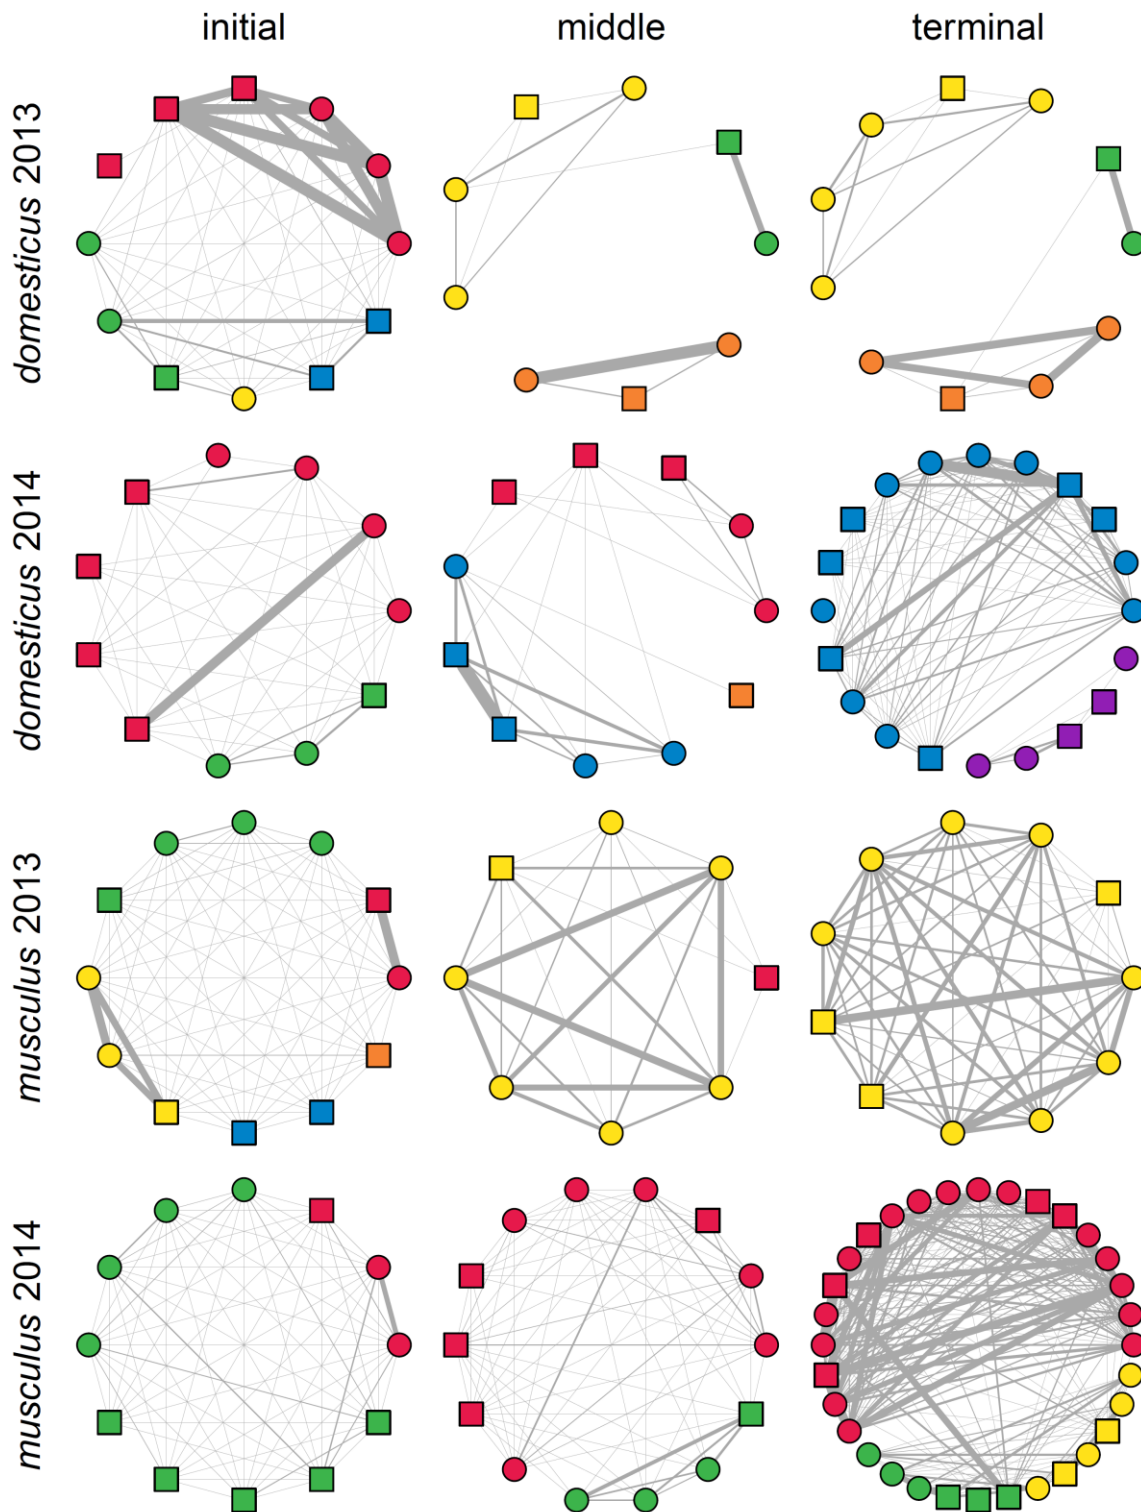 initial middle terminal
domesticus 2013
domesticus 2014
musculus 2013
musculus 2014